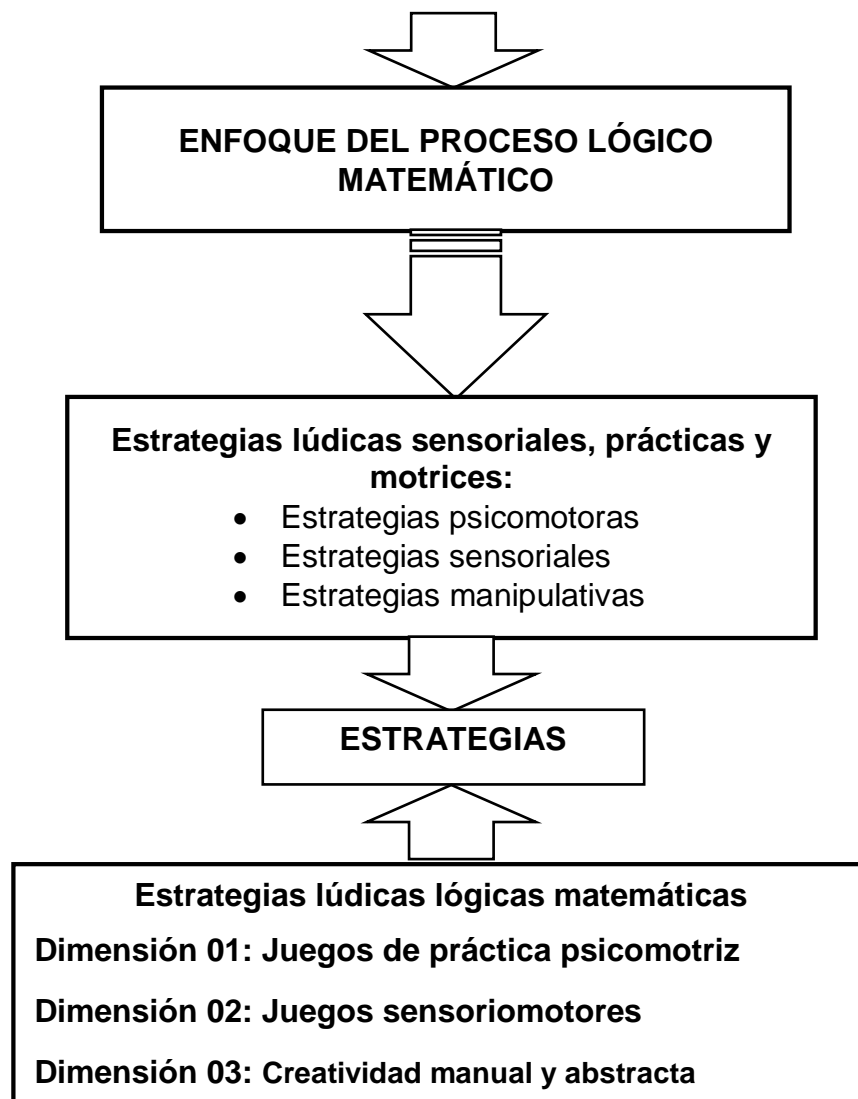 ENFOQUE DEL PROCESO LÓGICO
MATEMÁTICO
Estrategias lúdicas sensoriales, prácticas y
motrices:
• Estrategias psicomotoras
• Estrategias sensoriales
• Estrategias manipulativas
ESTRATEGIAS
Estrategias lúdicas lógicas matemáticas
Dimensión 01: Juegos de práctica psicomotriz
Dimensión 02: Juegos sensoriomotores
Dimensión 03: Creatividad manual y abstracta